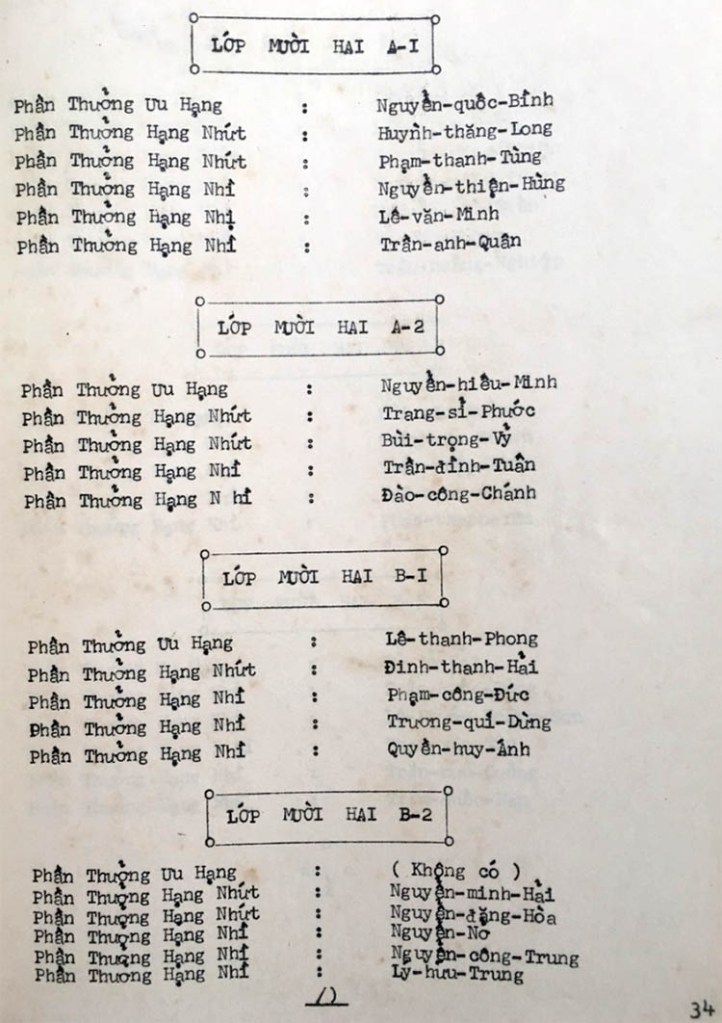 LỚP MƯỜI HAI A-I
Phần Thưởng Ưu Hạng : Nguyễn-quốc-Bình
Phần Thưởng Hạng Nhứt : Huỳnh-thăng-Long
Phần Thưởng Hạng Nhứt : Phạm-thanh-Tùng
Phần Thưởng Hạng Nhì : Nguyễn-thiện-Hùng
Phần Thưởng Hạng Nhị : Lê-văn-Minh
Phần Thưởng Hạng Nhì : Trần-anh-Quân
LỚP MƯỜI HAI A-2
Phần Thưởng Ưu Hạng : Nguyễn-hiếu-Minh
Phần Thưởng Hạng Nhứt : Trang-sĩ-Phước
Phần Thưởng Hạng Nhứt : Bùi-trọng-Vỹ
Phần Thưởng Hạng Nhì : Trần-đình-Tuân
Phần Thưởng Hạng N hì : Đào-công-Chánh
LỚP MƯỜI HAI B-I
Phần Thưởng Ưu Hạng : Lê-thanh-Phong
Phần Thưởng Hạng Nhứt : Đinh-thanh-Hải
Phần Thưởng Hạng Nhì : Phạm-công-Đức
Phần Thưởng Hạng Nhì : Trương-quí-Dũng
Phần Thưởng Hạng Nhì : Quyền-huy-Ánh
LỚP MƯỜI HAI B-2
Phần Thưởng Ưu Hạng : ( Không có )
Phần Thưởng Hạng Nhứt : Nguyễn-minh-Hải
Phần Thưởng Hạng Nhứt : Nguyễn-đăng-Hòa
Phần Thưởng Hạng Nhì : Nguyễn-Nơ
Phần Thưởng Hạng Nhì : Nguyễn-công-Trung
Phần Thưởng Hạng Nhì : Lý-hưu-Trung
34